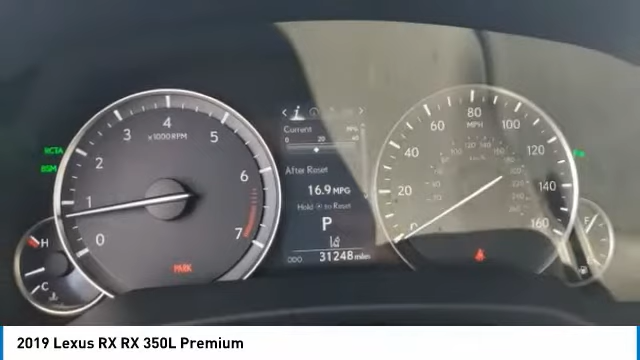 RCTA
BSM
x1000RPM
0
1
2
3
4
5
6
7
PARK
H
C
Current
MPG
0 20 40
After Reset
16.9 MPG
Hold to Reset
P
ODO 31248 miles
MPH
0
20
40
60
80
100
120
140
160
km/h
F
2019 Lexus RX RX 350L Premium